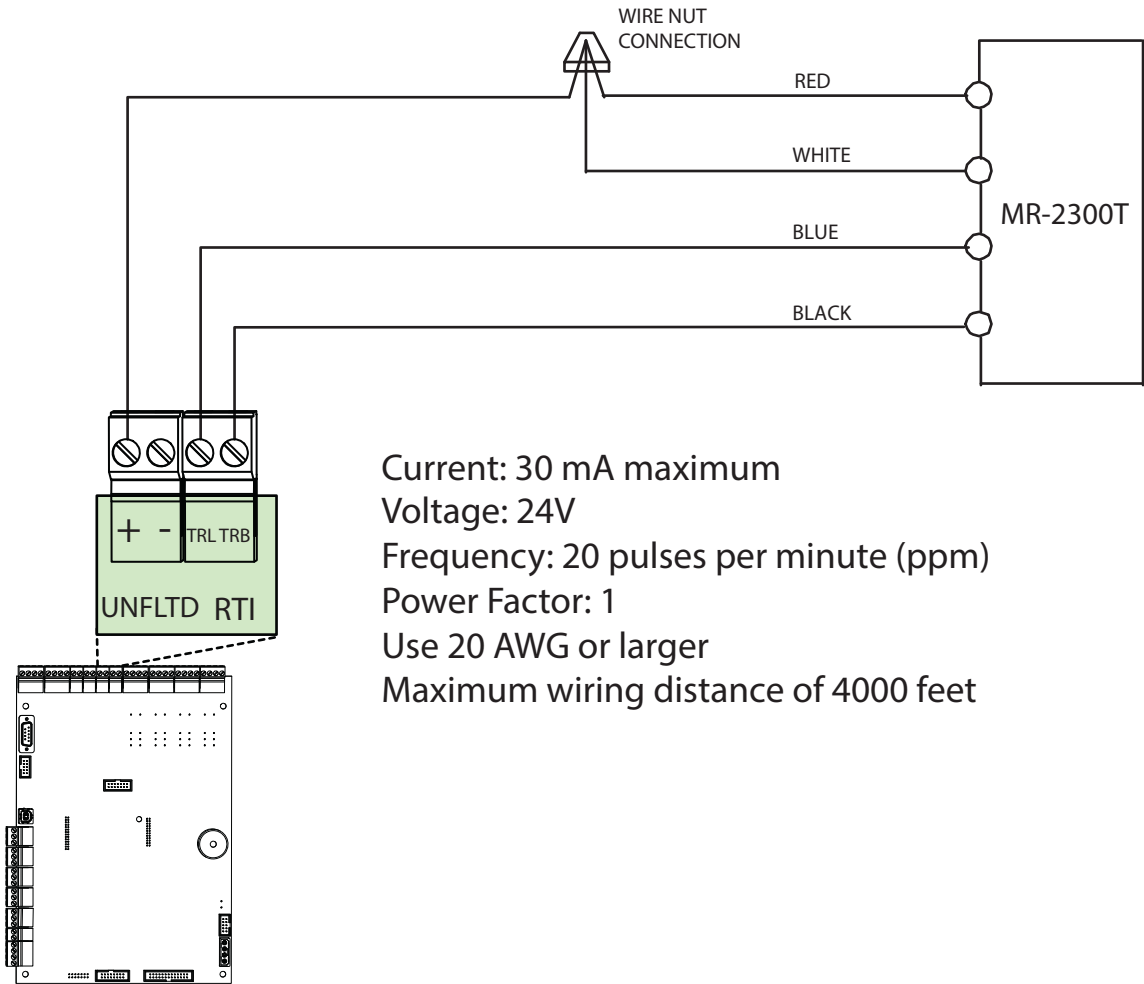 WIRE NUT
CONNECTION
RED
WHITE
MR-2300T
BLUE
BLACK
+ - TRL TRB
UNFLTD RTI
Current: 30 mA maximum
Voltage: 24V
Frequency: 20 pulses per minute (ppm)
Power Factor: 1
Use 20 AWG or larger
Maximum wiring distance of 4000 feet